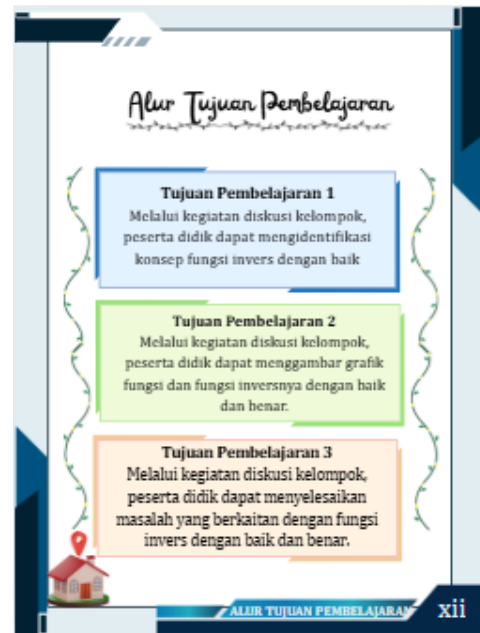 Alur Tujuan Pembelajaran
Tujuan Pembelajaran 1
Melalui kegiatan diskusi kelompok,
peserta didik dapat mengidentifikasi
konsep fungsi invers dengan baik
Tujuan Pembelajaran 2
Melalui kegiatan diskusi kelompok,
peserta didik dapat menggambar grafik
fungsi dan fungsi inversnya dengan baik
dan benar.
Tujuan Pembelajaran 3
Melalui kegiatan diskusi kelompok,
peserta didik dapat menyelesaikan
masalah yang berkaitan dengan fungsi
invers dengan baik dan benar.
ALUR TUJUAN PEMBELAJARAN
xii